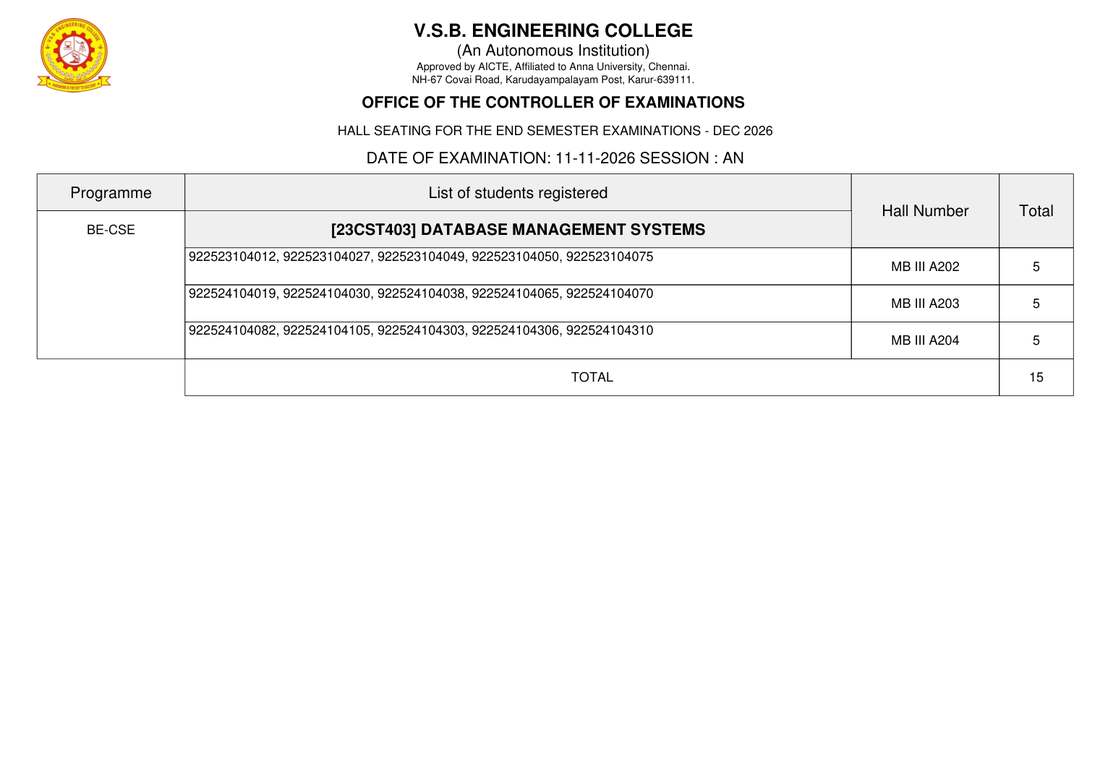 V.S.B. ENGINEERING COLLEGE
(An Autonomous Institution)
Approved by AICTE, Affiliated to Anna University, Chennai.
NH-67 Covai Road, Karudayampalayam Post, Karur-639111.
OFFICE OF THE CONTROLLER OF EXAMINATIONS
HALL SEATING FOR THE END SEMESTER EXAMINATIONS - DEC 2026
DATE OF EXAMINATION: 11-11-2026 SESSION : AN
Programme List of students registered Hall Number Total
BE-CSE [23CST403] DATABASE MANAGEMENT SYSTEMS
922523104012, 922523104027, 922523104049, 922523104050, 922523104075 MB III A202 5
922524104019, 922524104030, 922524104038, 922524104065, 922524104070 MB III A203 5
922524104082, 922524104105, 922524104303, 922524104306, 922524104310 MB III A204 5
TOTAL 15